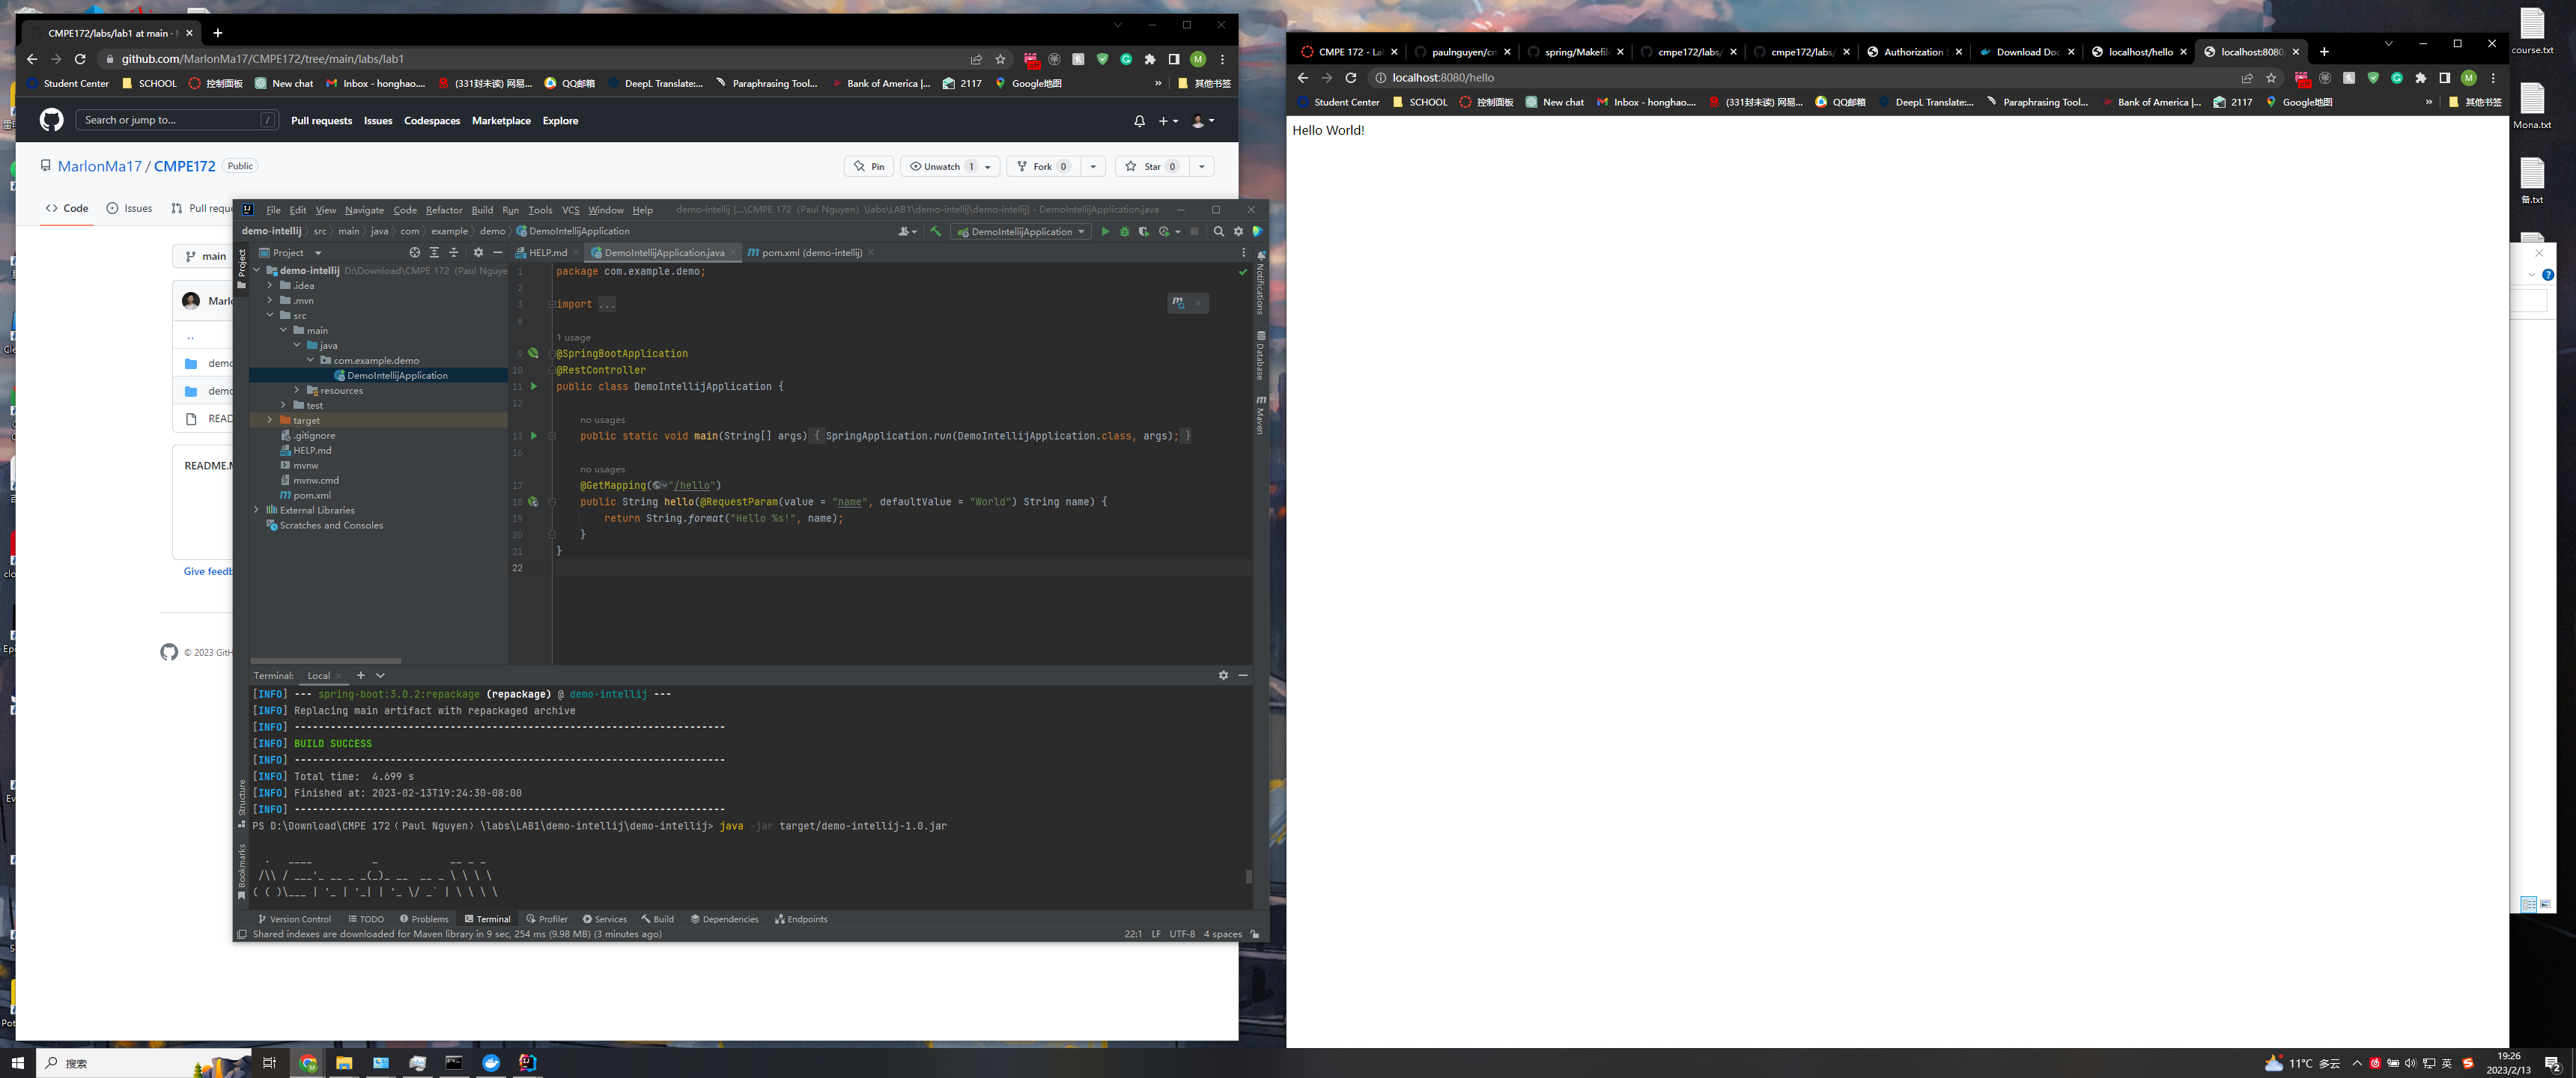 CMPE172/labs/lab1 at main · M
github.com/MarlonMa17/CMPE172/tree/main/labs/lab1
Student Center SCHOOL 控制面板 New chat Inbox - honghao.... (331封未读) 网易... QQ邮箱 DeepL Translate:... Paraphrasing Tool... Bank of America |... 2117 Google地图 » 其他书签
Search or jump to... / Pull requests Issues Codespaces Marketplace Explore
MarlonMa17 / CMPE172 Public
Pin Unwatch 1 Fork 0 Star 0
Code Issues Pull reque
main
Marlo
..
demo
demo
READ
README.M
Give feedb
© 2023 GitH
File Edit View Navigate Code Refactor Build Run Tools VCS Window Help demo-intellij [...\CMPE 172 (Paul Nguyen) \labs\LAB1\demo-intellij\demo-intellij] - DemoIntellijApplication.java
demo-intellij src main java com example demo DemoIntellijApplication
DemoIntellijApplication
Project
HELP.md DemoIntellijApplication.java pom.xml (demo-intellij)
Project
demo-intellij D:\Download\CMPE 172 (Paul Nguye
.idea
.mvn
src
main
java
com.example.demo
DemoIntellijApplication
resources
test
target
.gitignore
HELP.md
mvnw
mvnw.cmd
pom.xml
External Libraries
Scratches and Consoles
1 package com.example.demo;
2
3 import ...
8
1 usage
9 @SpringBootApplication
10 @RestController
11 public class DemoIntellijApplication {
12
no usages
13 public static void main(String[] args) { SpringApplication.run(DemoIntellijApplication.class, args); }
16
no usages
17 @GetMapping("/hello")
18 public String hello(@RequestParam(value = "name", defaultValue = "World") String name) {
19 return String.format("Hello %s!", name);
20 }
21 }
22
Notifications
Database
Maven
Structure
Bookmarks
Terminal: Local
[INFO] --- spring-boot:3.0.2:repackage (repackage) @ demo-intellij ---
[INFO] Replacing main artifact with repackaged archive
[INFO] ------------------------------------------------------------------------
[INFO] BUILD SUCCESS
[INFO] ------------------------------------------------------------------------
[INFO] Total time:  4.699 s
[INFO] Finished at: 2023-02-13T19:24:30-08:00
[INFO] ------------------------------------------------------------------------
PS D:\Download\CMPE 172（Paul Nguyen）\labs\LAB1\demo-intellij\demo-intellij> java -jar target/demo-intellij-1.0.jar
Version Control TODO Problems Terminal Profiler Services Build Dependencies Endpoints
Shared indexes are downloaded for Maven library in 9 sec, 254 ms (9.98 MB) (3 minutes ago)
22:1 LF UTF-8 4 spaces
CMPE 172 - La paulnguyen/cm spring/Makefile cmpe172/labs/ cmpe172/labs/ Authorization Download Doc localhost/hello localhost:8080
localhost:8080/hello
Student Center SCHOOL 控制面板 New chat Inbox - honghao.... (331封未读) 网易... QQ邮箱 DeepL Translate:... Paraphrasing Tool... Bank of America |... 2117 Google地图 » 其他书签
Hello World!
course.txt
Mona.txt
备.txt
搜索
11°C 多云
英
19:26
2023/2/13
2